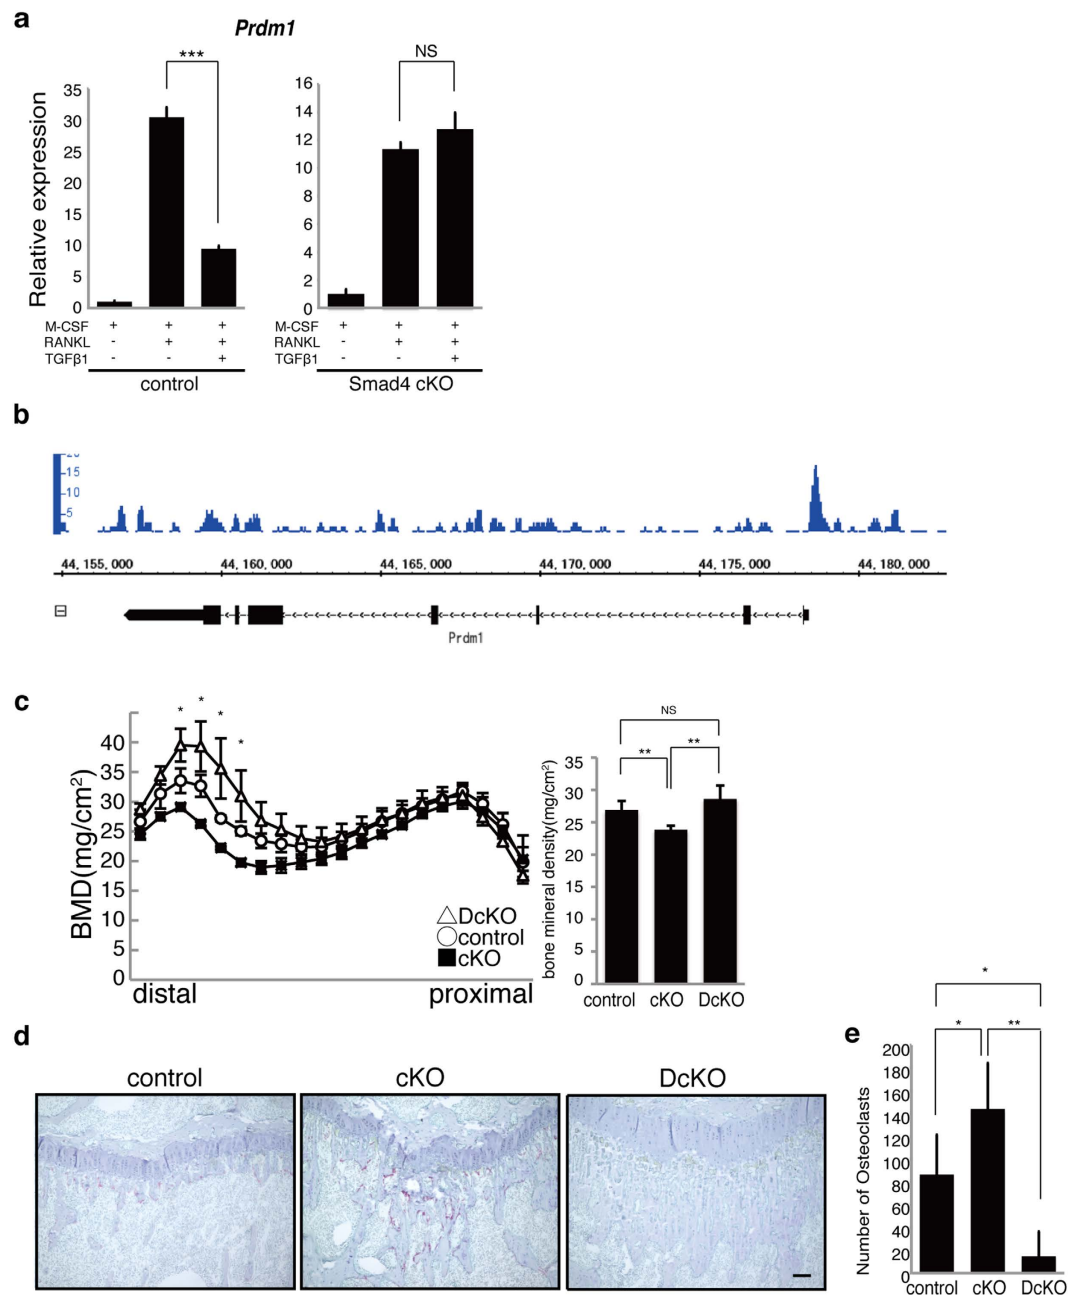 a
Prdm1
***
NS
Relative expression
35
30
25
20
15
10
5
0
16
14
12
10
8
6
4
2
0
M-CSF + + +
RANKL - + +
TGFβ1 - - +
control
M-CSF + + +
RANKL - + +
TGFβ1 - - +
Smad4 cKO
b
20
15
10
5
44,155,000 44,160,000 44,165,000 44,170,000 44,175,000 44,180,000
Prdm1
c
* * * *
BMD(mg/cm²)
40
35
30
25
20
15
10
5
0
DcKO
control
cKO
distal proximal
NS
** **
bone mineral density(mg/cm²)
35
30
25
20
15
10
5
0
control cKO DcKO
d
control cKO DcKO
e
*
* **
Number of Osteoclasts
200
180
160
140
120
100
80
60
40
20
0
control cKO DcKO